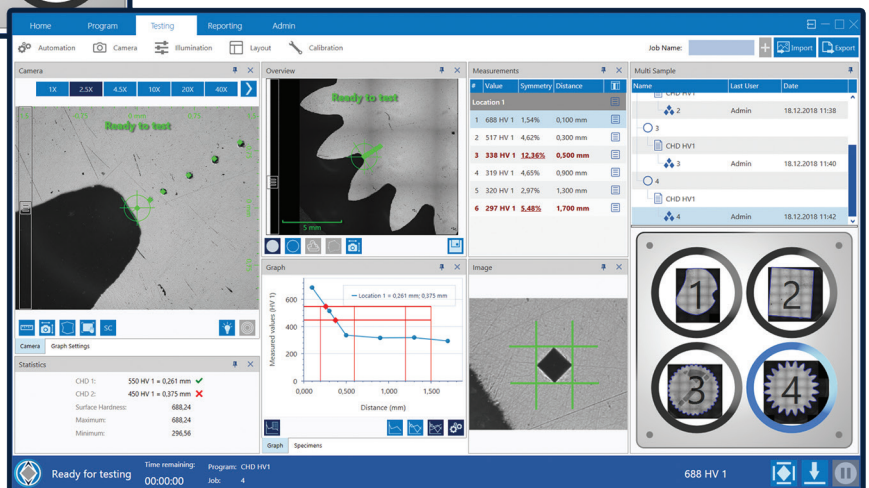 Home Program Testing Reporting Admin
Automation Camera Illumination Layout Calibration Job Name: Import Export
Camera
1X 2.5X 4.5X 10X 20X 40X
Ready to test
SC
Camera Graph Settings
Statistics
CHD 1: 550 HV 1 = 0,261 mm
CHD 2: 450 HV 1 = 0,375 mm
Surface Hardness: 688,24
Maximum: 688,24
Minimum: 296,56
Overview
Ready to test
5 mm
Graph
Location 1 = 0,261 mm; 0,375 mm
Measured values (HV 1)
600
400
200
0
0,000 0,500 1,000 1,500
Distance (mm)
Graph Specimens
Measurements
# Value Symmetry Distance
Location 1
1 688 HV 1 1,54% 0,100 mm
2 517 HV 1 4,62% 0,300 mm
3 338 HV 1 12,36% 0,500 mm
4 319 HV 1 4,65% 0,900 mm
5 320 HV 1 2,97% 1,300 mm
6 297 HV 1 5,48% 1,700 mm
Image
Multi Sample
Name Last User Date
CHD HV1
2 Admin 18.12.2018 11:38
3
CHD HV1
3 Admin 18.12.2018 11:40
4
CHD HV1
4 Admin 18.12.2018 11:42
1 2
3 4
Ready for testing
Time remaining:
00:00:00
Program: CHD HV1
Job: 4
688 HV 1